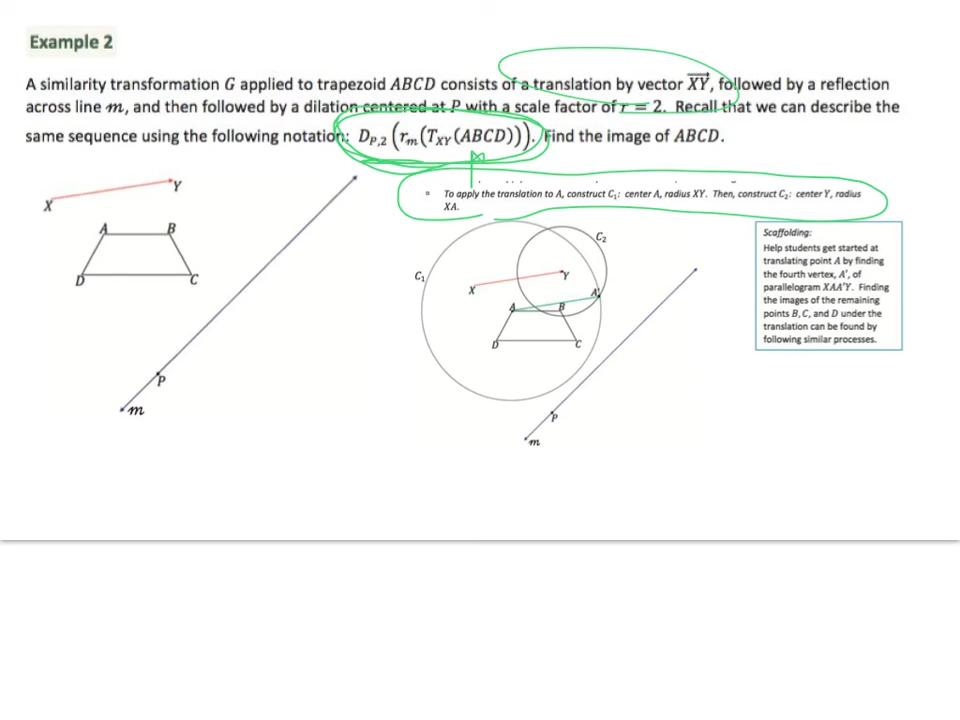 Example 2
A similarity transformation G applied to trapezoid ABCD consists of a translation by vector XY, followed by a reflection
across line m, and then followed by a dilation centered at P with a scale factor of r = 2. Recall that we can describe the
same sequence using the following notation: D_P,2 (r_m(T_XY(ABCD))). Find the image of ABCD.
▫ To apply the translation to A, construct C₁: center A, radius XY. Then, construct C₂: center Y, radius
XA.
X Y
A B
D C
P
m
C₁ C₂
X Y
A B A'
D C
P
m
Scaffolding:
Help students get started at
translating point A by finding
the fourth vertex, A', of
parallelogram XAA'Y. Finding
the images of the remaining
points B, C, and D under the
translation can be found by
following similar processes.